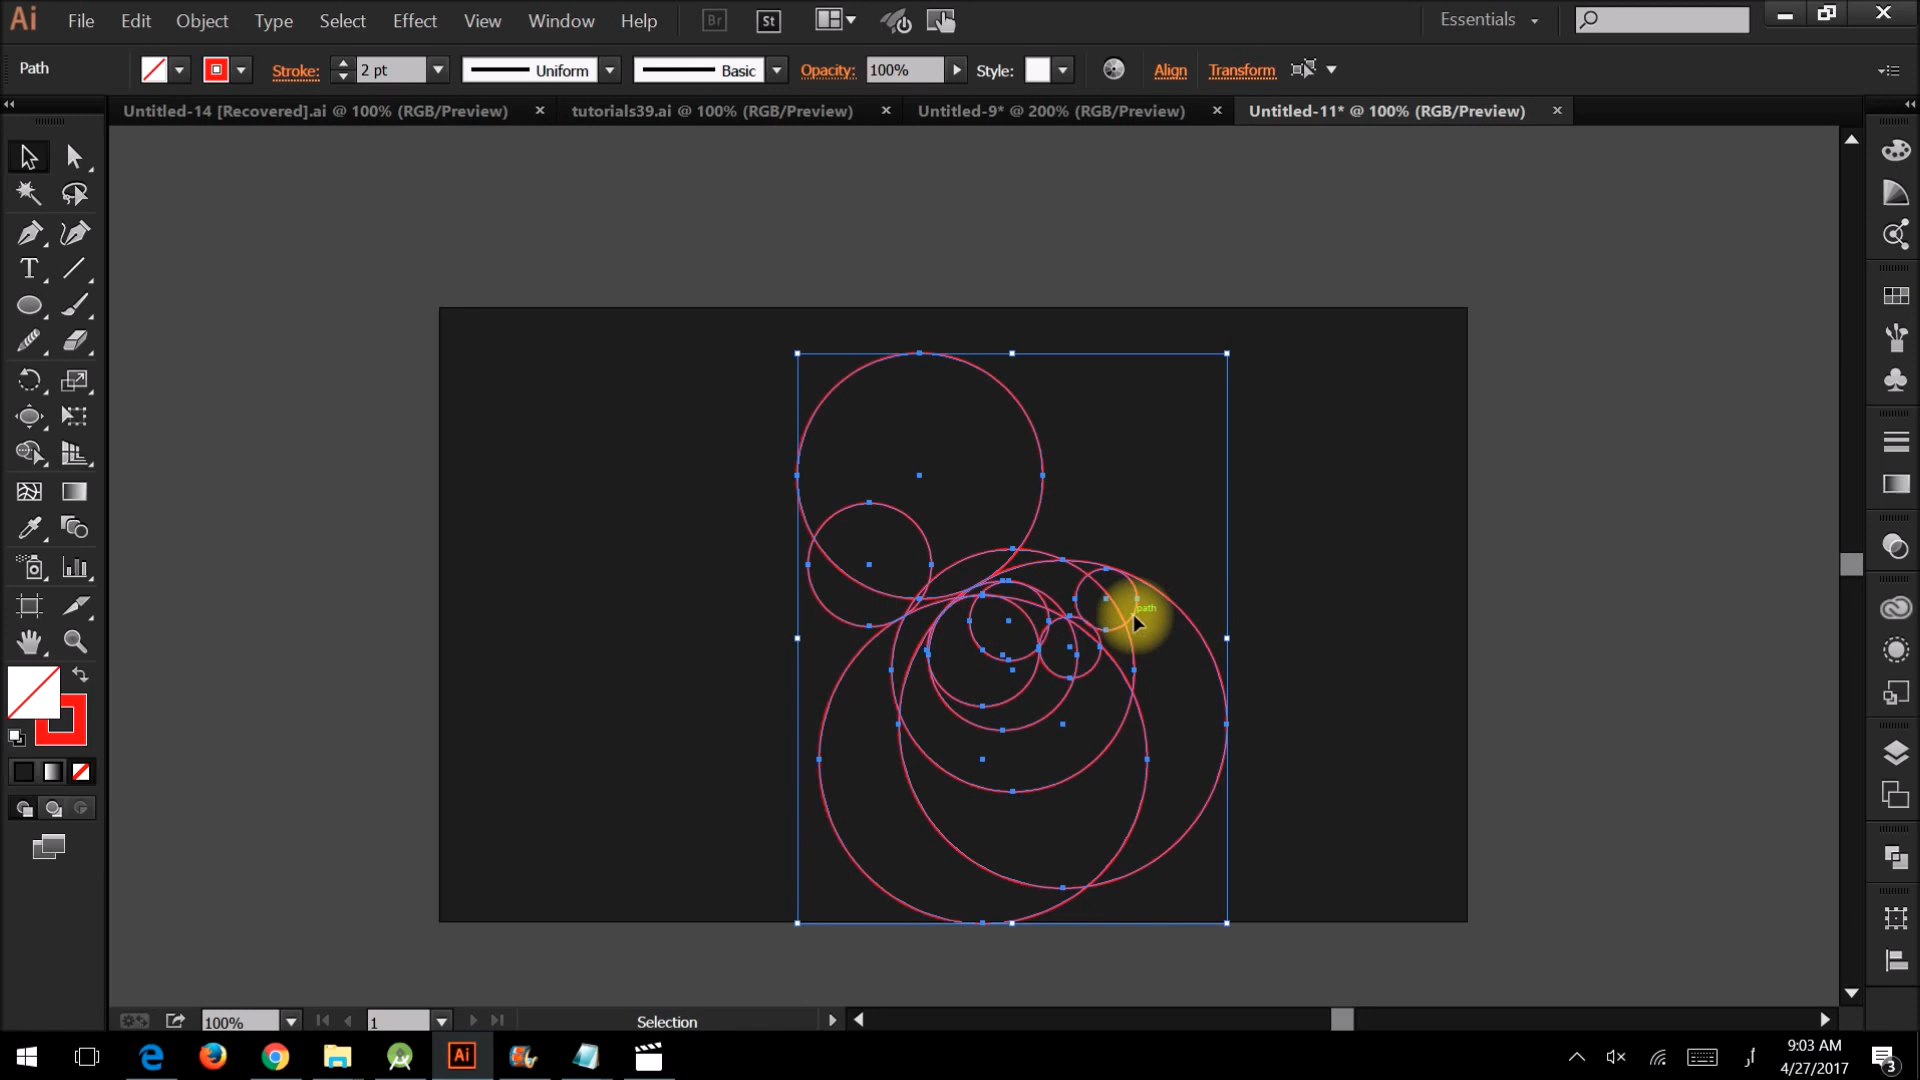 Ai File Edit Object Type Select Effect View Window Help Br St Essentials
Path Stroke: 2 pt Uniform Basic Opacity: 100% Style: Align Transform
Untitled-14 [Recovered].ai @ 100% (RGB/Preview) tutorials39.ai @ 100% (RGB/Preview) Untitled-9* @ 200% (RGB/Preview) Untitled-11* @ 100% (RGB/Preview)
T
path
100% 1 Selection
Ai 9:03 AM
4/27/2017 3